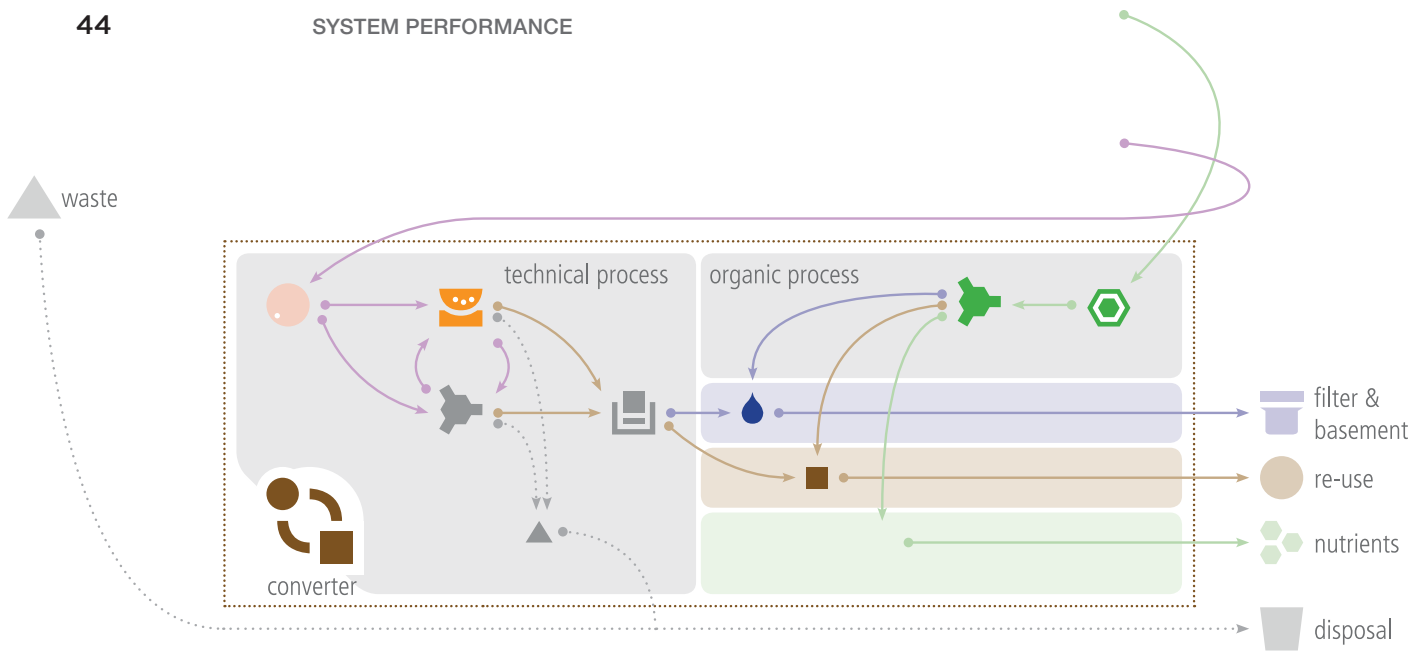 44
SYSTEM PERFORMANCE
waste
technical process
organic process
filter &
basement
re-use
nutrients
converter
disposal